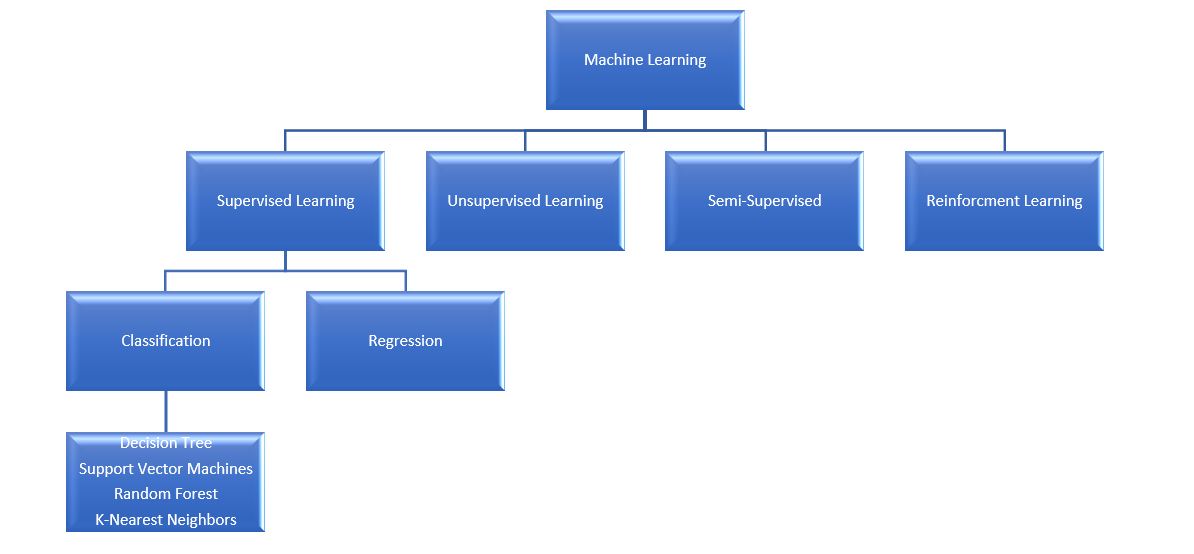 Machine Learning
Supervised Learning
Unsupervised Learning
Semi-Supervised
Reinforcment Learning
Classification
Regression
Decision Tree
Support Vector Machines
Random Forest
K-Nearest Neighbors